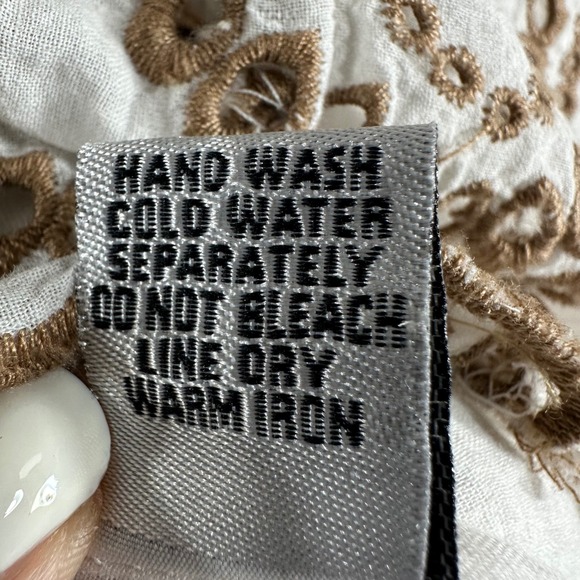 HAND WASH
COLD WATER
SEPARATELY
DO NOT BLEACH
LINE DRY
WARM IRON